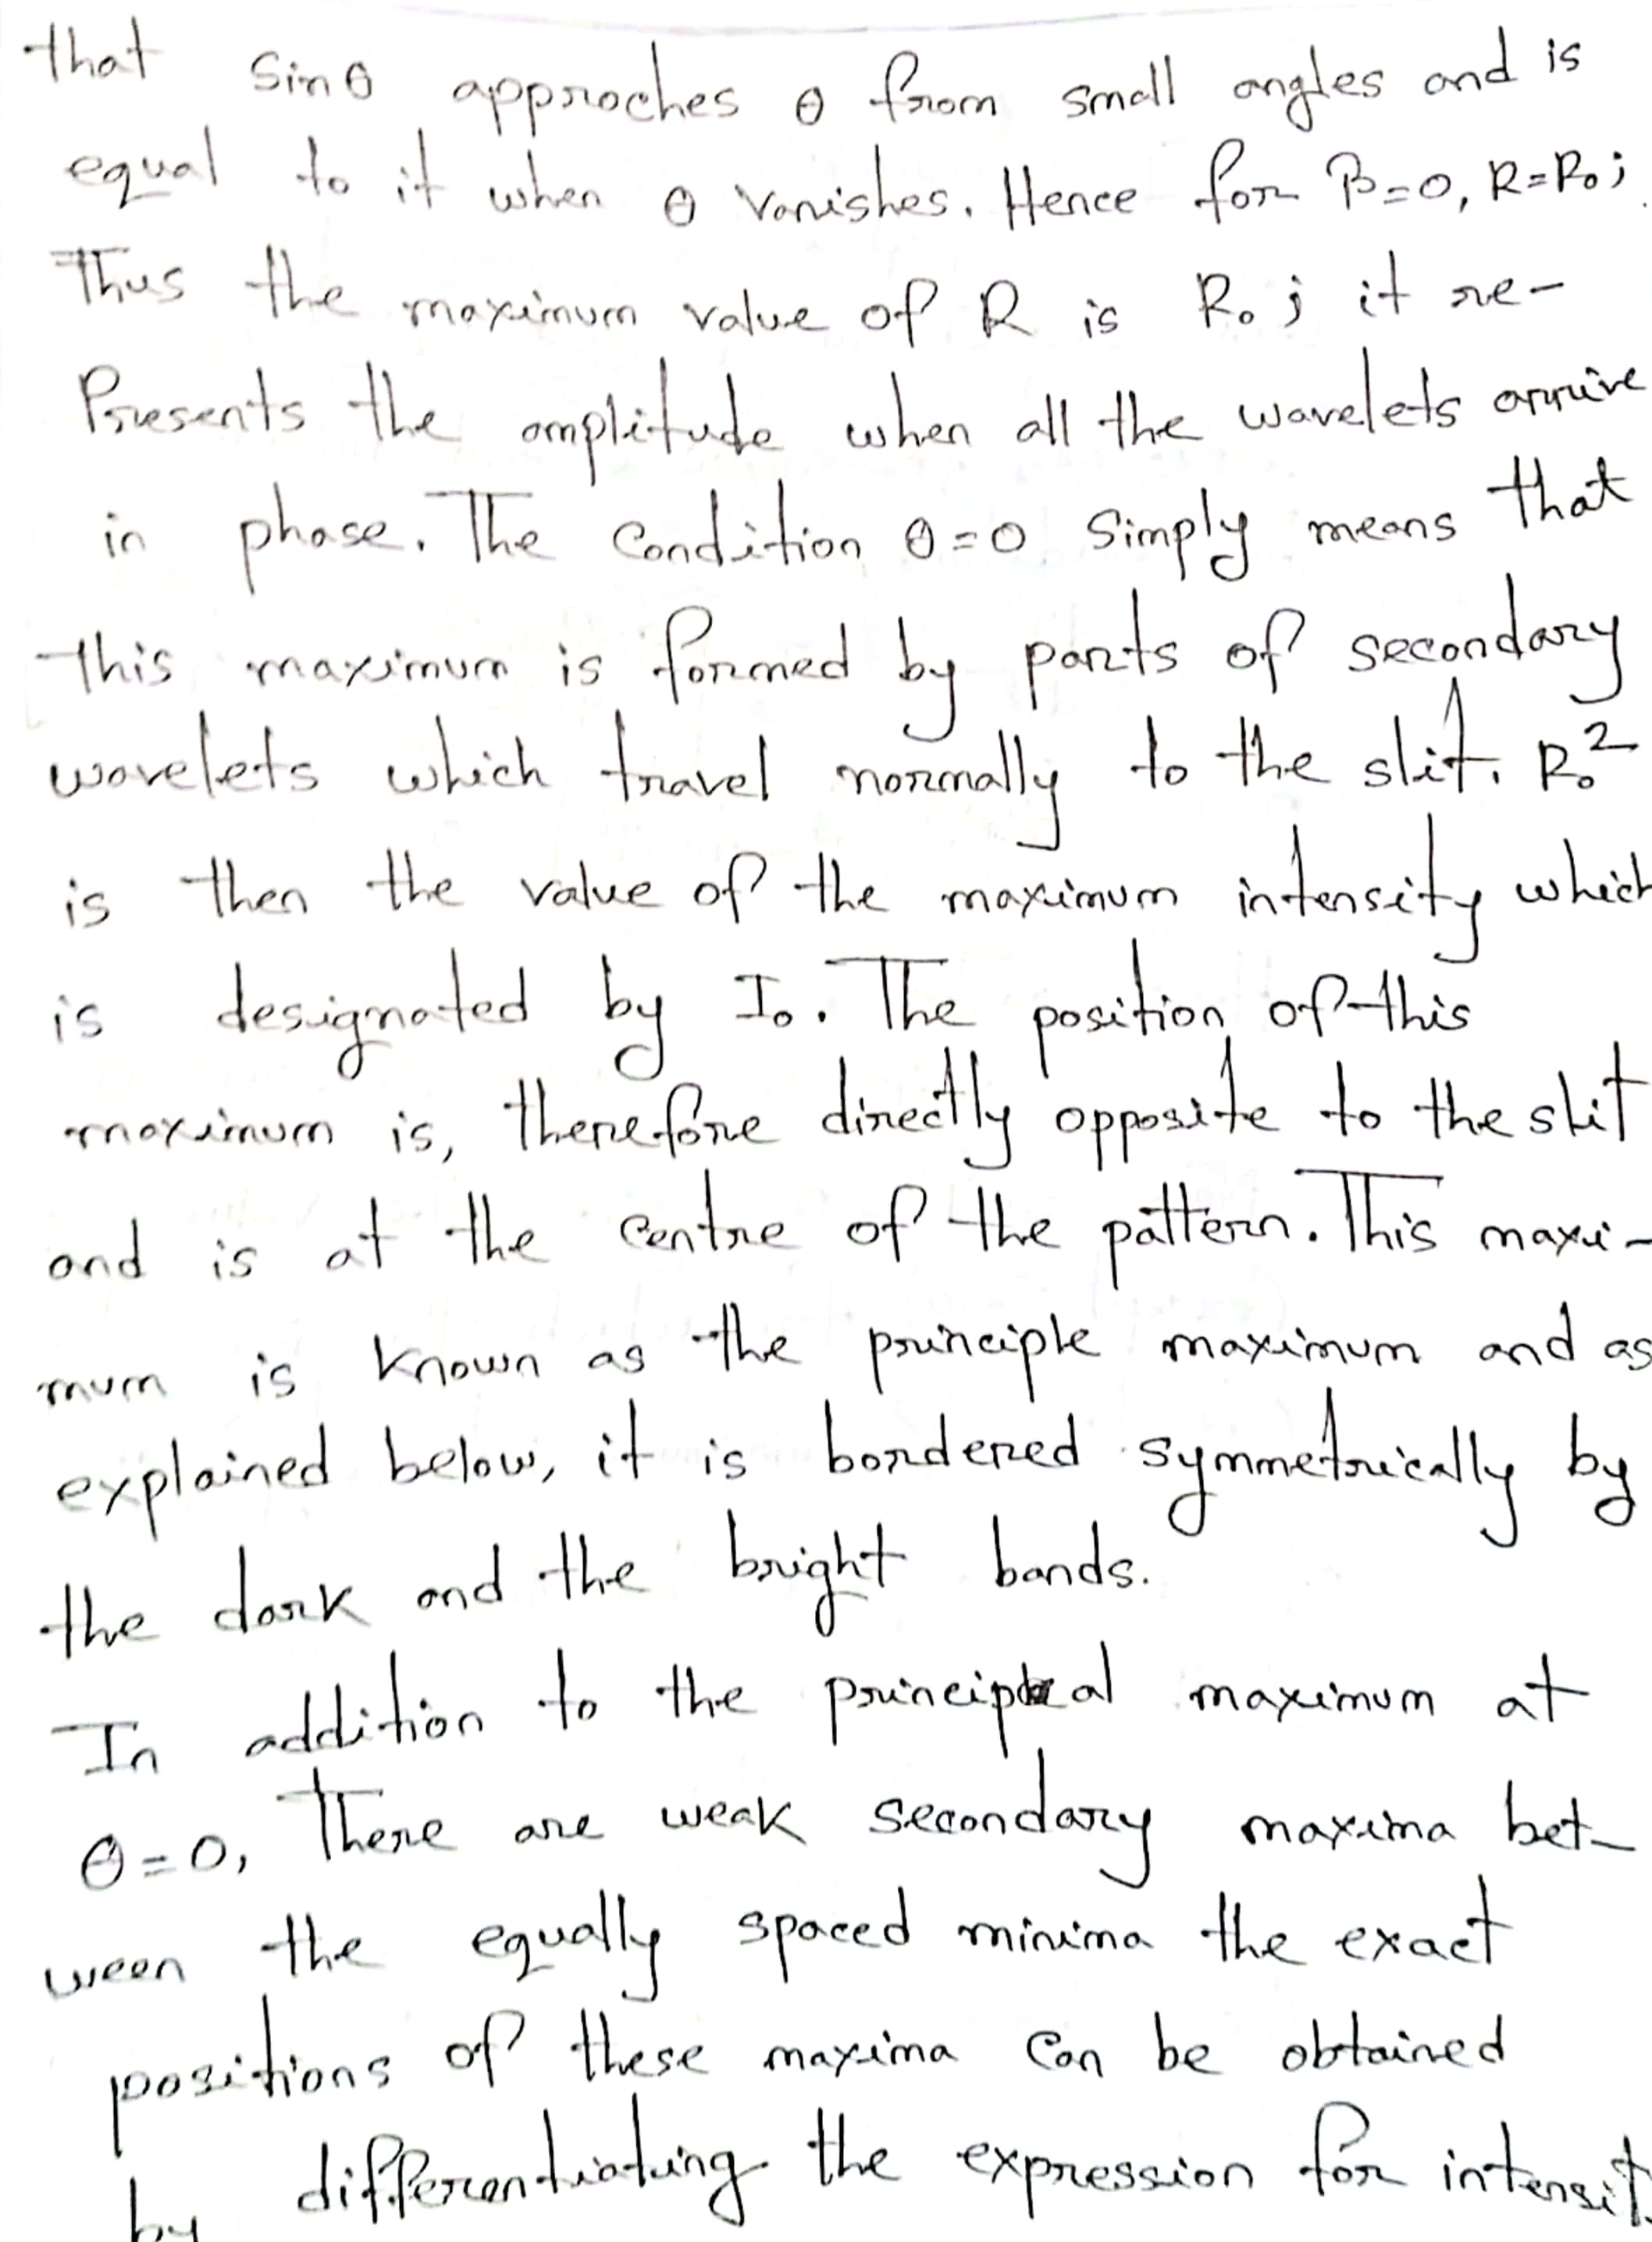 that sinθ approches θ from small angles and is
equal to it when θ vanishes. Hence for β=0, R=R₀;
Thus the maximum value of R is R₀; it re-
presents the amplitude when all the wavelets arrive
in phase. The condition θ=0 simply means that
this maximum is formed by parts of secondary
wavelets which travel normally to the slit. R₀²
is then the value of the maximum intensity which
is designated by I₀. The position of this
maximum is, therefore directly opposite to the slit
and is at the centre of the pattern. This maxi-
mum is known as the principle maximum and as
explained below, it is bordered symmetrically by
the dark and the bright bands.
In addition to the principal maximum at
θ=0, There are weak secondary maxima bet-
ween the equally spaced minima the exact
positions of these maxima can be obtained
by differentiating the expression for intensit